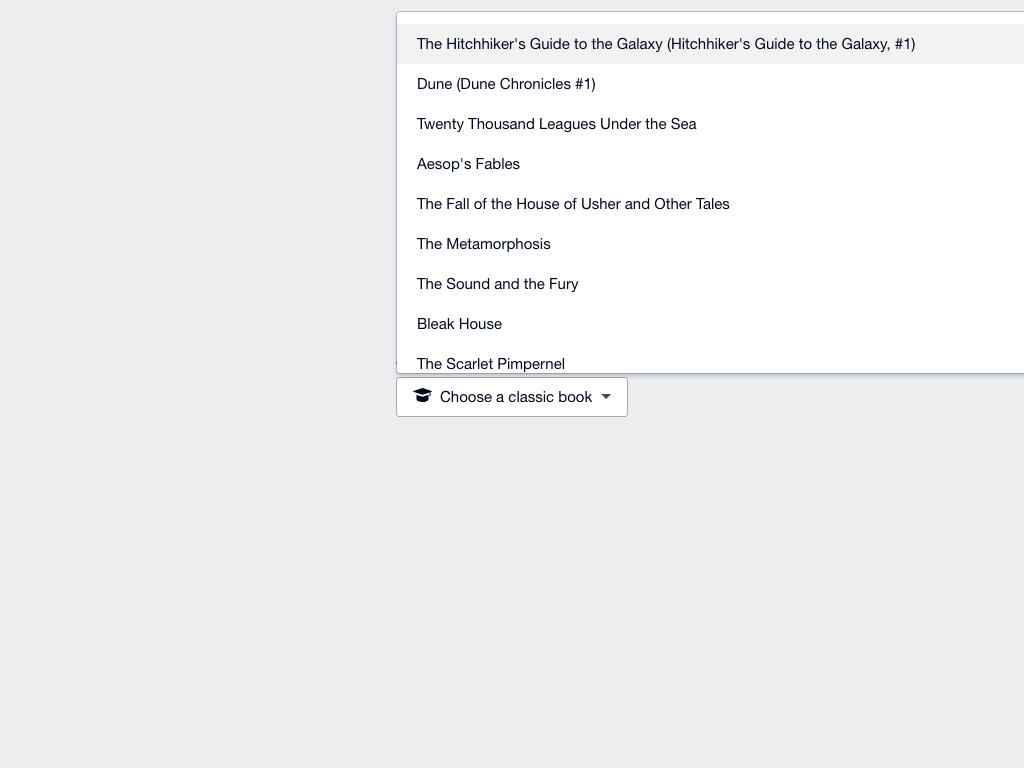 The Hitchhiker's Guide to the Galaxy (Hitchhiker's Guide to the Galaxy, #1)
Dune (Dune Chronicles #1)
Twenty Thousand Leagues Under the Sea
Aesop's Fables
The Fall of the House of Usher and Other Tales
The Metamorphosis
The Sound and the Fury
Bleak House
The Scarlet Pimpernel
Choose a classic book